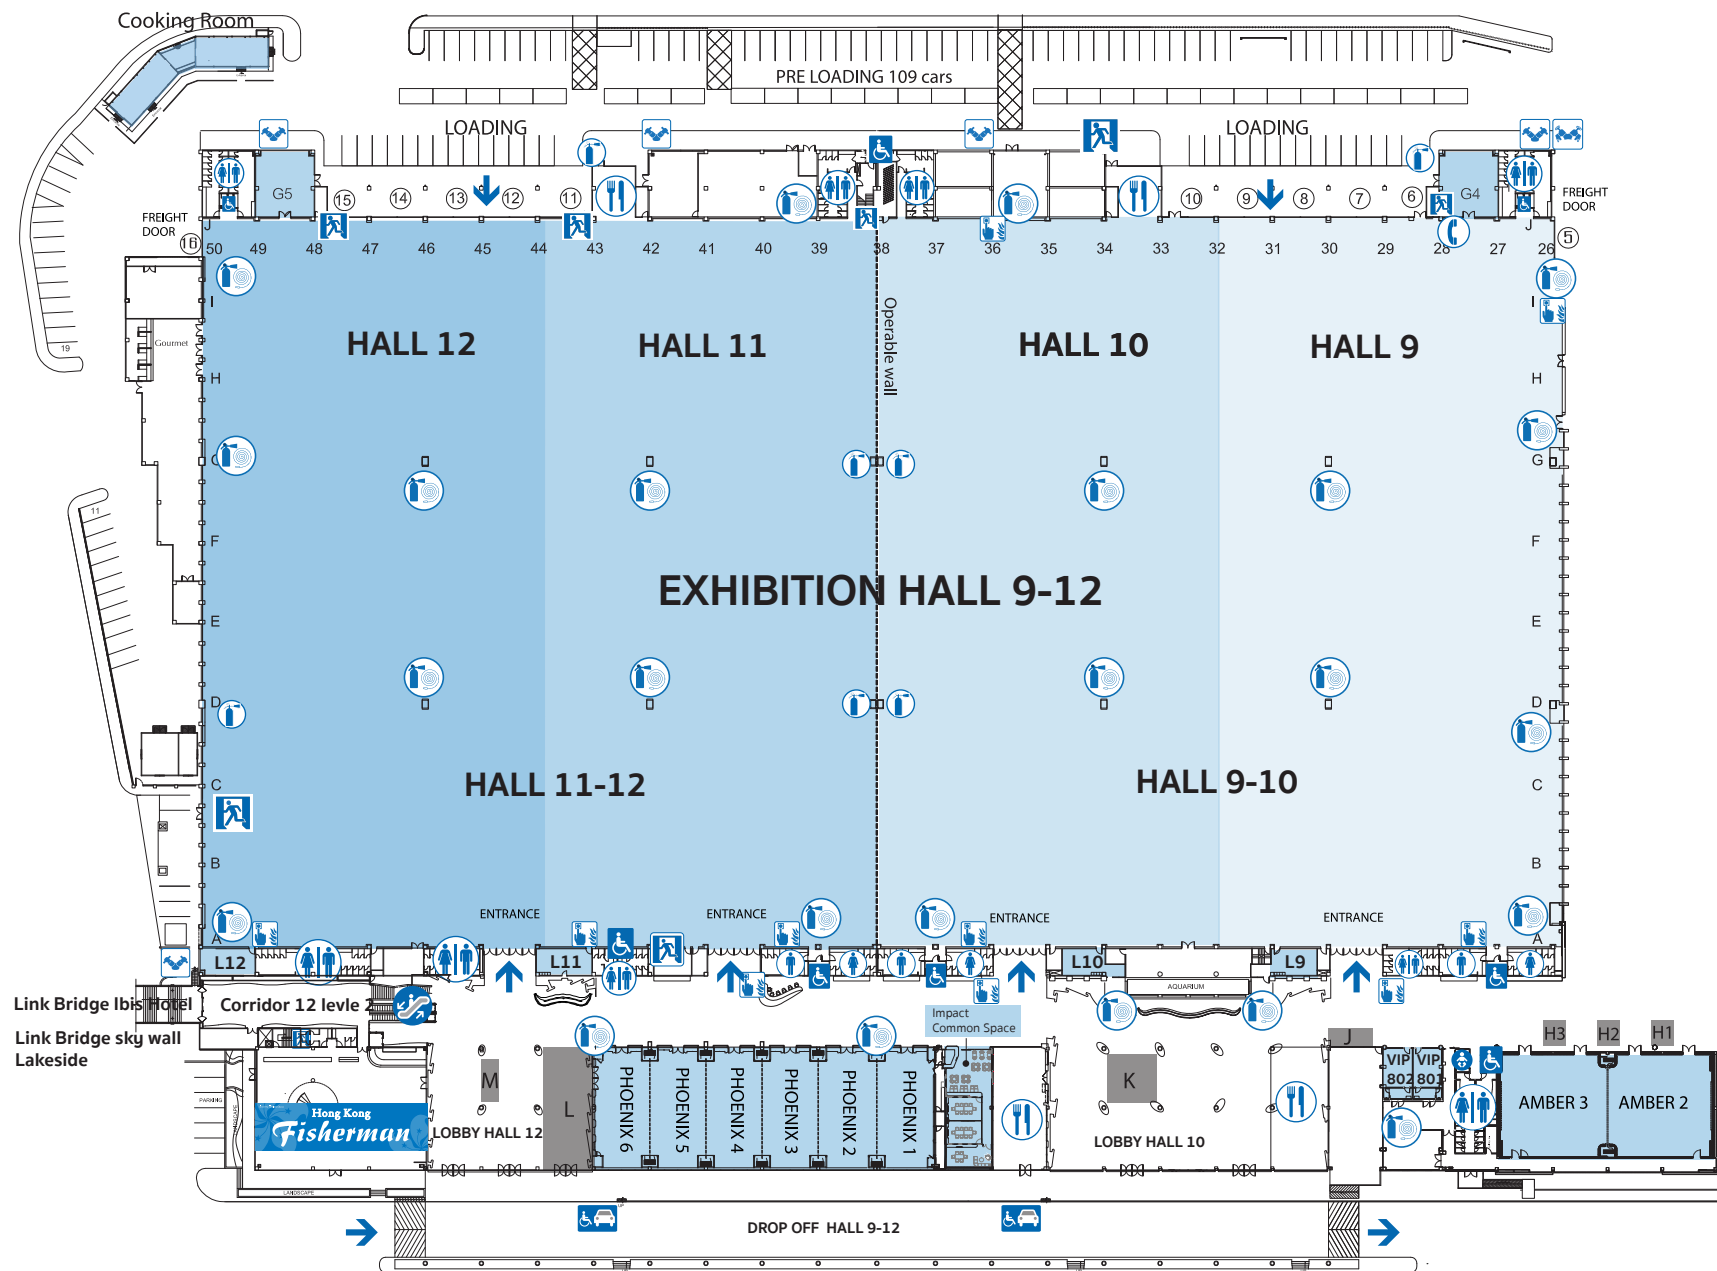 Cooking Room
PRE LOADING 109 cars
LOADING
LOADING
G5
15
14
13
12
11
10
9
8
7
6
G4
FREIGHT
DOOR
FREIGHT
DOOR
16
5
J
J
50
49
48
47
46
45
44
43
42
41
40
39
38
37
36
35
34
33
32
31
30
29
28
27
26
I
I
19
Gourmet
Operable wall
HALL 12
HALL 11
HALL 10
HALL 9
H
H
G
G
11
F
F
EXHIBITION HALL 9-12
E
E
D
D
HALL 11-12
HALL 9-10
C
C
B
B
ENTRANCE
ENTRANCE
ENTRANCE
ENTRANCE
A
A
L12
L11
L10
L9
AQUARIUM
Link Bridge Ibis Hotel
Corridor 12 levle 2
Link Bridge sky wall
Lakeside
Impact
Common Space
J
H3
H2
H1
M
L
K
VIP
802
VIP
801
PHOENIX 6
PHOENIX 5
PHOENIX 4
PHOENIX 3
PHOENIX 2
PHOENIX 1
PARKING
LANDSCAPE
Hong Kong
Fisherman
LOBBY HALL 12
LOBBY HALL 10
AMBER 3
AMBER 2
LANDSCAPE
DROP OFF HALL 9-12